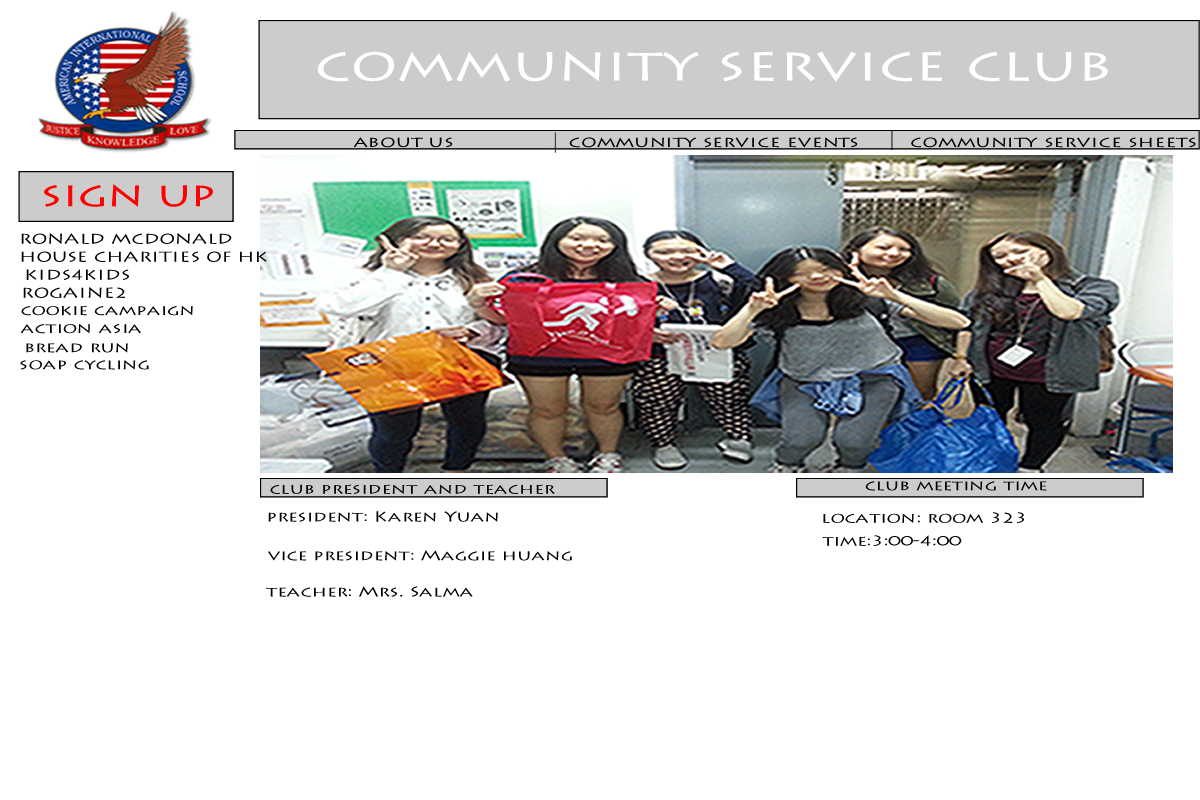 AMERICAN INTERNATIONAL SCHOOL
JUSTICE KNOWLEDGE LOVE
COMMUNITY SERVICE CLUB
ABOUT US
COMMUNITY SERVICE EVENTS
COMMUNITY SERVICE SHEETS
SIGN UP
RONALD MCDONALD
HOUSE CHARITIES OF HK
KIDS4KIDS
ROGAINE2
COOKIE CAMPAIGN
ACTION ASIA
BREAD RUN
SOAP CYCLING
CLUB PRESIDENT AND TEACHER
PRESIDENT: KAREN YUAN
VICE PRESIDENT: MAGGIE HUANG
TEACHER: MRS. SALMA
CLUB MEETING TIME
LOCATION: ROOM 323
TIME:3:00-4:00